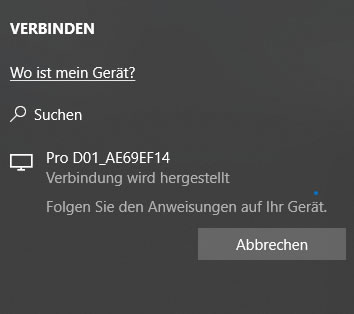 VERBINDEN
Wo ist mein Gerät?
Suchen
Pro D01_AE69EF14
Verbindung wird hergestellt
Folgen Sie den Anweisungen auf Ihr Gerät.
Abbrechen